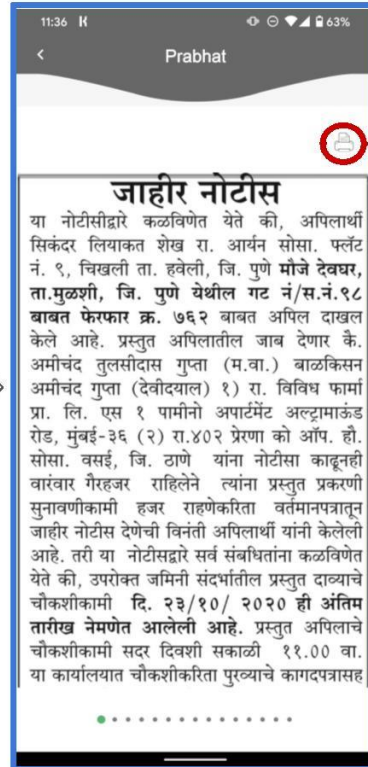 11:36 K 63%
Prabhat
जाहीर नोटीस
या नोटीसीद्वारे कळविणेत येते की, अपिलार्थी
सिकंदर लियाकत शेख रा. आर्यन सोसा. फ्लॅट
नं. ९, चिखली ता. हवेली, जि. पुणे मौजे देवघर,
ता.मुळशी, जि. पुणे येथील गट नं/स.नं.९८
बाबत फेरफार क्र. ७६२ बाबत अपिल दाखल
केले आहे. प्रस्तुत अपिलातील जाब देणार कै.
अमीचंद तुलसीदास गुप्ता (म.वा.) बाळकिसन
अमीचंद गुप्ता (देवीदयाल) १) रा. विविध फार्मा
प्रा. लि. एस १ पामीनो अपार्टमेंट अल्ट्रामाऊंड
रोड, मुंबई-३६ (२) रा.४०२ प्रेरणा को ऑप. हौ.
सोसा. वसई, जि. ठाणे यांना नोटीसा काढूनही
वारंवार गैरहजर राहिलेने त्यांना प्रस्तुत प्रकरणी
सुनावणीकामी हजर राहणेकरिता वर्तमानपत्रातून
जाहीर नोटीस देणेची विनंती अपिलार्थी यांनी केलेली
आहे. तरी या नोटीसद्वारे सर्व संबधितांना कळविणेत
येते की, उपरोक्त जमिनी संदर्भातील प्रस्तुत दाव्याचे
चौकशीकामी दि. २३/१०/ २०२० ही अंतिम
तारीख नेमणेत आलेली आहे. प्रस्तुत अपिलाचे
चौकशीकामी सदर दिवशी सकाळी ११.०० वा.
या कार्यालयात चौकशीकरिता पुरव्याचे कागदपत्रासह